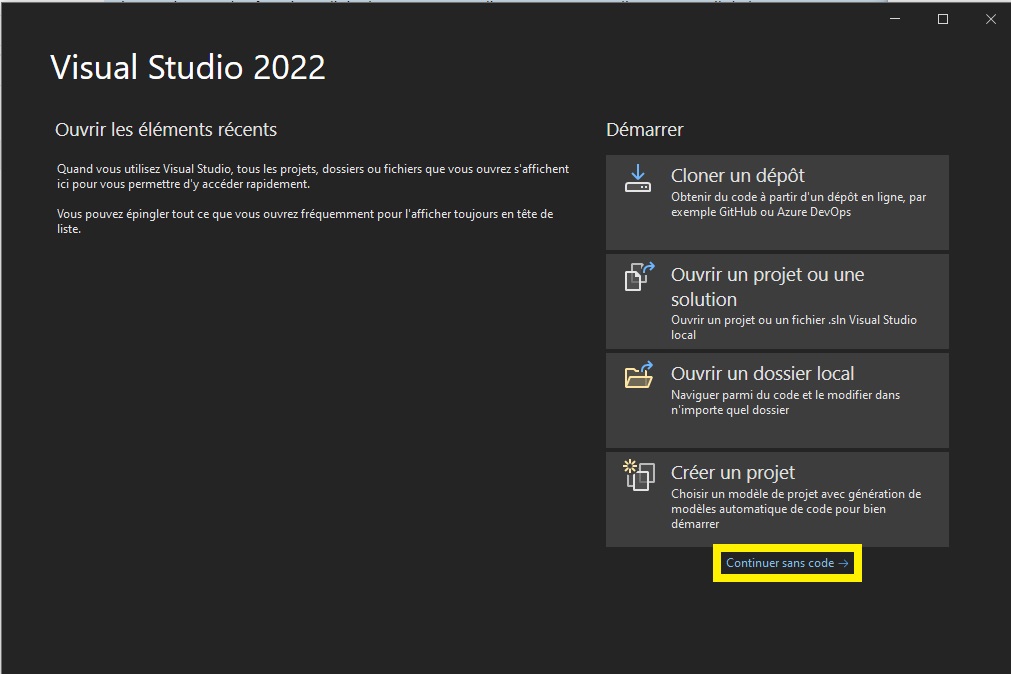 Visual Studio 2022
Ouvrir les éléments récents
Quand vous utilisez Visual Studio, tous les projets, dossiers ou fichiers que vous ouvrez s'affichent
ici pour vous permettre d'y accéder rapidement.
Vous pouvez épingler tout ce que vous ouvrez fréquemment pour l'afficher toujours en tête de
liste.
Démarrer
Cloner un dépôt
Obtenir du code à partir d'un dépôt en ligne, par
exemple GitHub ou Azure DevOps
Ouvrir un projet ou une
solution
Ouvrir un projet ou un fichier .sln Visual Studio
local
Ouvrir un dossier local
Naviguer parmi du code et le modifier dans
n'importe quel dossier
Créer un projet
Choisir un modèle de projet avec génération de
modèles automatique de code pour bien
démarrer
Continuer sans code →